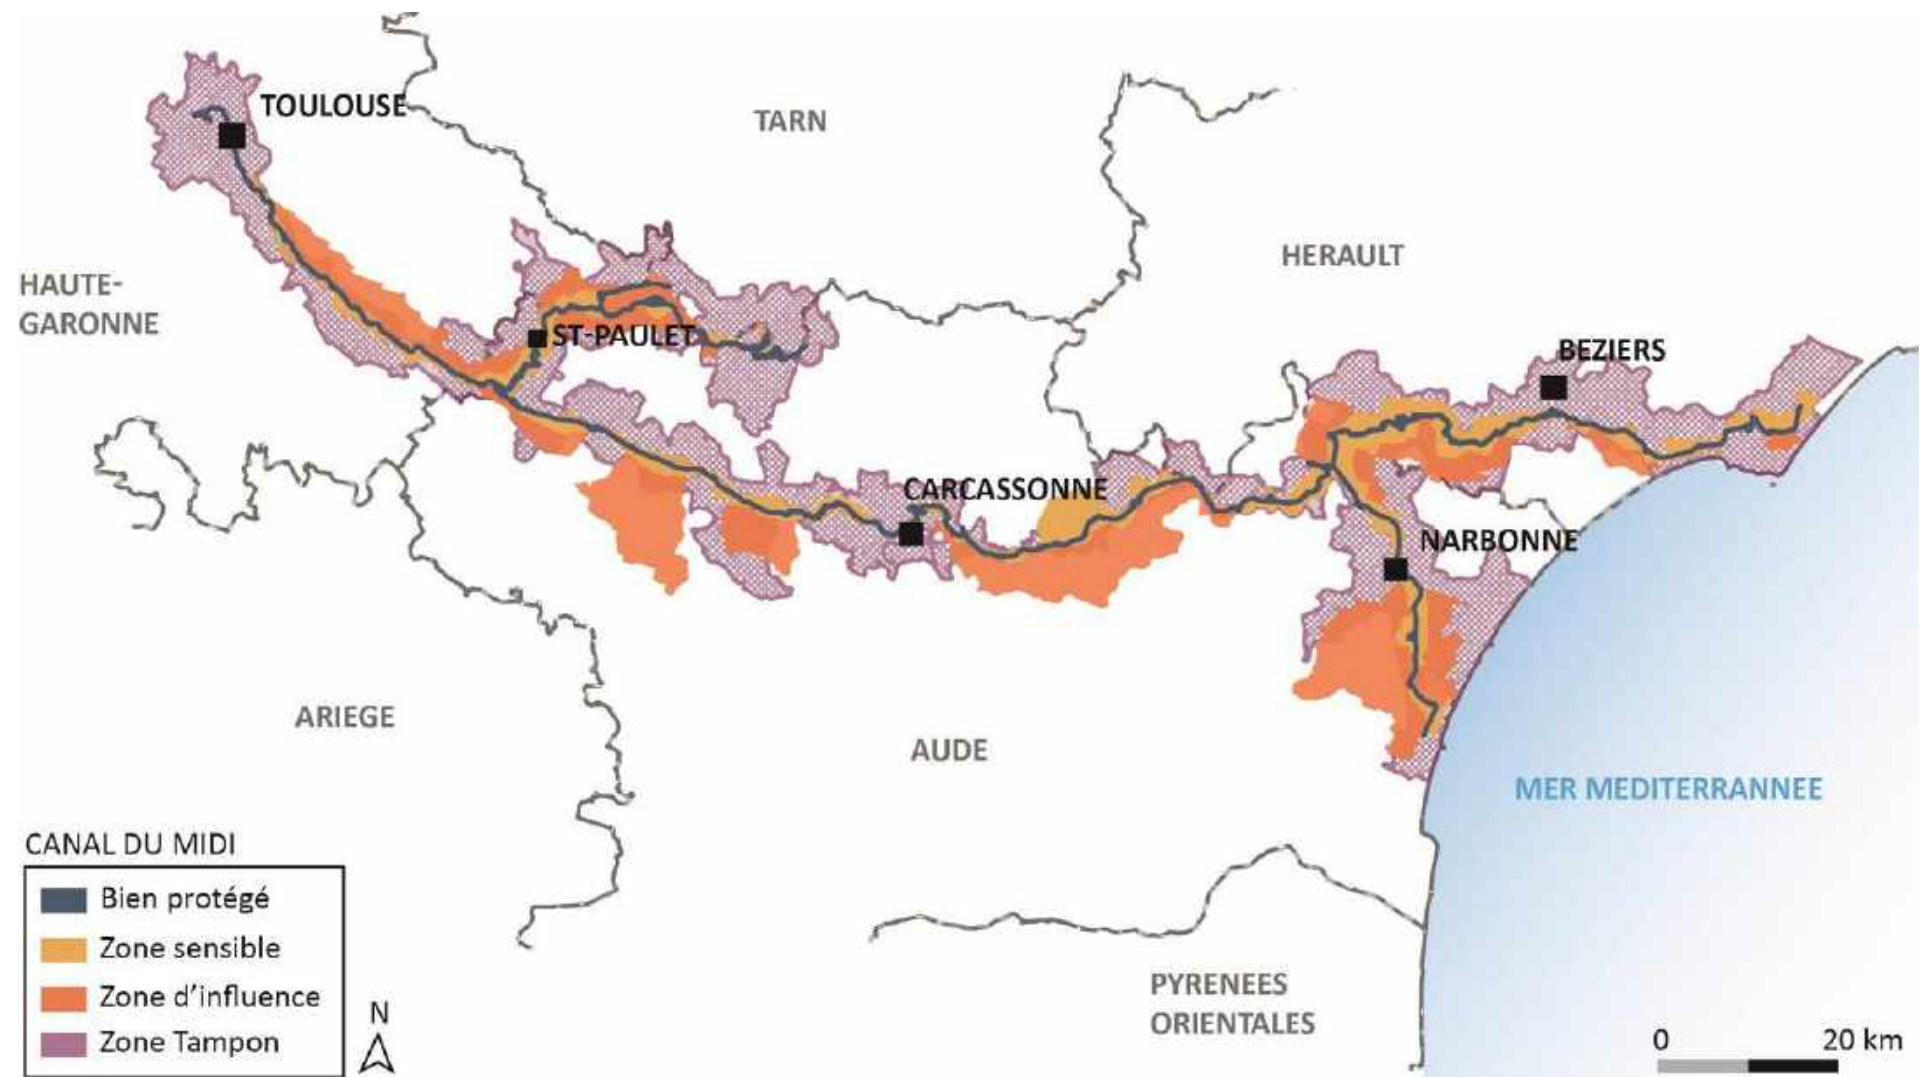 TOULOUSE
TARN
HERAULT
HAUTE-
GARONNE
ST-PAULET
BEZIERS
CARCASSONNE
NARBONNE
ARIEGE
AUDE
MER MEDITERRANNEE
CANAL DU MIDI
Bien protégé
Zone sensible
Zone d'influence
Zone Tampon
N
PYRENEES
ORIENTALES
0 20 km